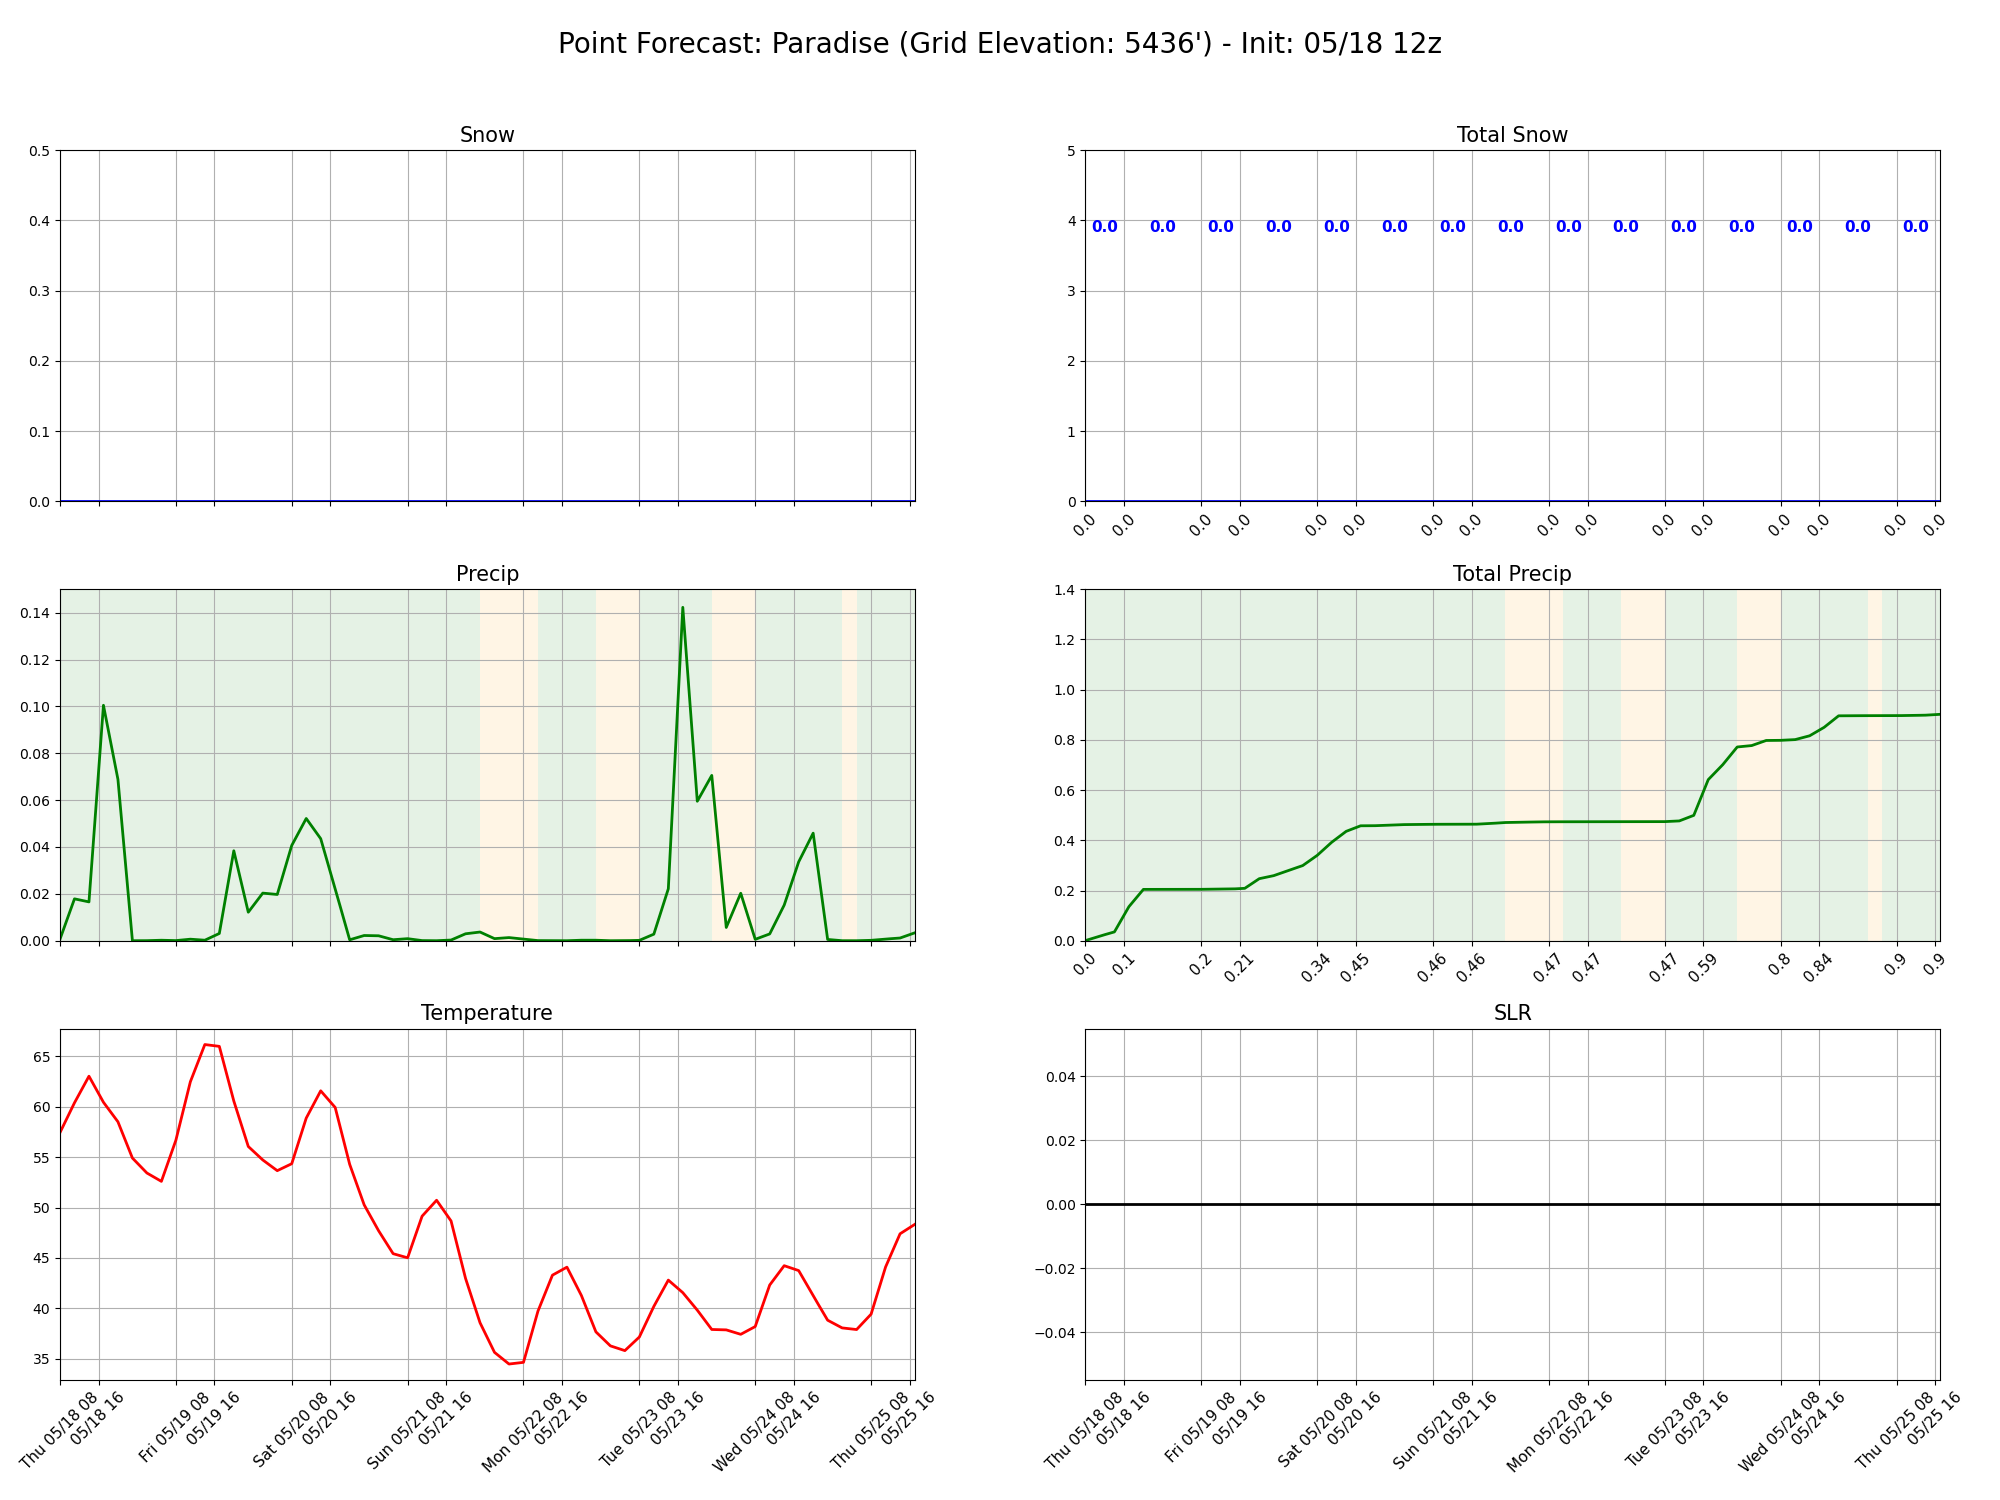 Point Forecast: Paradise (Grid Elevation: 5436') - Init: 05/18 12z
Snow
0.5
0.4
0.3
0.2
0.1
0.0
Total Snow
5
4
3
2
1
0
0.0 0.0 0.0 0.0 0.0 0.0 0.0 0.0 0.0 0.0 0.0 0.0 0.0 0.0 0.0
0.0 0.0 0.0 0.0 0.0 0.0 0.0 0.0 0.0 0.0 0.0 0.0 0.0 0.0 0.0 0.0
Precip
0.14
0.12
0.10
0.08
0.06
0.04
0.02
0.00
Total Precip
1.4
1.2
1.0
0.8
0.6
0.4
0.2
0.0
0.0 0.1 0.2 0.21 0.34 0.45 0.46 0.46 0.47 0.47 0.47 0.59 0.8 0.84 0.9 0.9
Temperature
65
60
55
50
45
40
35
Thu 05/18 08
05/18 16
Fri 05/19 08
05/19 16
Sat 05/20 08
05/20 16
Sun 05/21 08
05/21 16
Mon 05/22 08
05/22 16
Tue 05/23 08
05/23 16
Wed 05/24 08
05/24 16
Thu 05/25 08
05/25 16
SLR
0.04
0.02
0.00
−0.02
−0.04
Thu 05/18 08
05/18 16
Fri 05/19 08
05/19 16
Sat 05/20 08
05/20 16
Sun 05/21 08
05/21 16
Mon 05/22 08
05/22 16
Tue 05/23 08
05/23 16
Wed 05/24 08
05/24 16
Thu 05/25 08
05/25 16